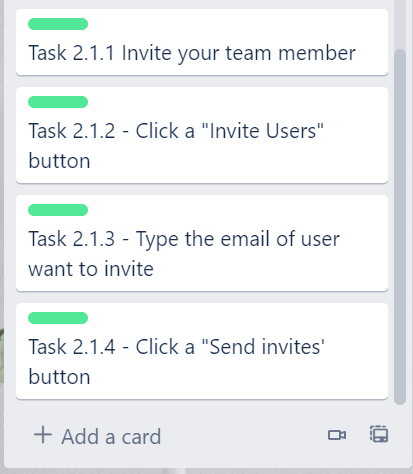 Task 2.1.1 Invite your team member
Task 2.1.2 - Click a "Invite Users"
button
Task 2.1.3 - Type the email of user
want to invite
Task 2.1.4 - Click a "Send invites'
button
Add a card